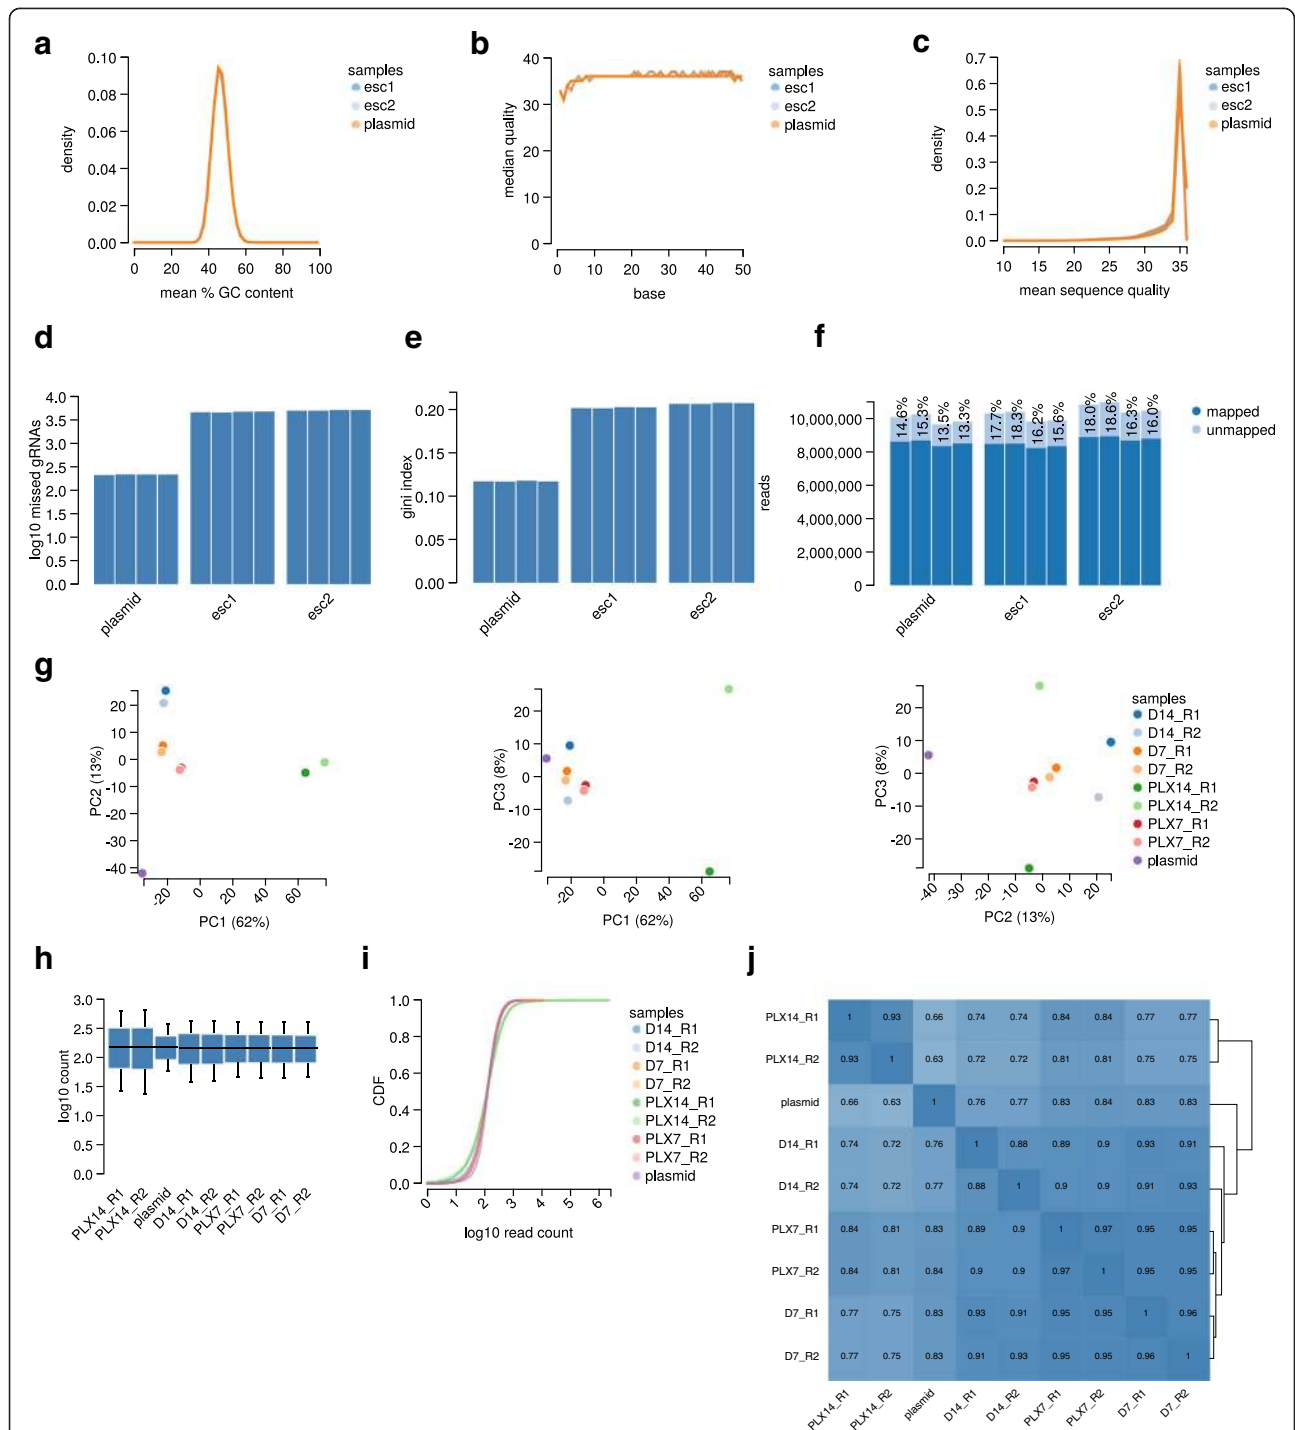 a
0.10
0.08
0.06
0.04
0.02
0.00
density
0 20 40 60 80 100
mean % GC content
samples
esc1
esc2
plasmid
b
40
30
20
10
0
median quality
0 10 20 30 40 50
base
samples
esc1
esc2
plasmid
c
0.7
0.6
0.5
0.4
0.3
0.2
0.1
0.0
density
10 15 20 25 30 35
mean sequence quality
samples
esc1
esc2
plasmid
d
4.0
3.5
3.0
2.5
2.0
1.5
1.0
0.5
0.0
log10 missed gRNAs
plasmid esc1 esc2
e
0.20
0.15
0.10
0.05
0.00
gini index
plasmid esc1 esc2
f
10,000,000
8,000,000
6,000,000
4,000,000
2,000,000
0
reads
14.6% 15.3% 13.5% 13.3% 17.7% 18.3% 16.2% 15.6% 18.0% 18.6% 16.3% 16.0%
plasmid esc1 esc2
mapped
unmapped
g
20
10
0
-10
-20
-30
-40
PC2 (13%)
-20 0 20 40 60
PC1 (62%)
20
10
0
-10
-20
PC3 (8%)
-20 0 20 40 60
PC1 (62%)
20
10
0
-10
-20
PC3 (8%)
-40 -30 -20 -10 0 10 20
PC2 (13%)
samples
D14_R1
D14_R2
D7_R1
D7_R2
PLX14_R1
PLX14_R2
PLX7_R1
PLX7_R2
plasmid
h
3.0
2.5
2.0
1.5
1.0
0.5
0.0
log10 count
PLX14_R1 PLX14_R2 plasmid D14_R1 D14_R2 PLX7_R1 PLX7_R2 D7_R1 D7_R2
i
1.0
0.8
0.6
0.4
0.2
0.0
CDF
0 1 2 3 4 5 6
log10 read count
samples
D14_R1
D14_R2
D7_R1
D7_R2
PLX14_R1
PLX14_R2
PLX7_R1
PLX7_R2
plasmid
j
PLX14_R1 1 0.93 0.66 0.74 0.74 0.84 0.84 0.77 0.77
PLX14_R2 0.93 1 0.63 0.72 0.72 0.81 0.81 0.75 0.75
plasmid 0.66 0.63 1 0.76 0.77 0.83 0.84 0.83 0.83
D14_R1 0.74 0.72 0.76 1 0.88 0.89 0.9 0.93 0.91
D14_R2 0.74 0.72 0.77 0.88 1 0.9 0.9 0.91 0.93
PLX7_R1 0.84 0.81 0.83 0.89 0.9 1 0.97 0.95 0.95
PLX7_R2 0.84 0.81 0.84 0.9 0.9 0.97 1 0.95 0.95
D7_R1 0.77 0.75 0.83 0.93 0.91 0.95 0.95 1 0.96
D7_R2 0.77 0.75 0.83 0.91 0.93 0.95 0.95 0.96 1
PLX14_R1 PLX14_R2 plasmid D14_R1 D14_R2 PLX7_R1 PLX7_R2 D7_R1 D7_R2